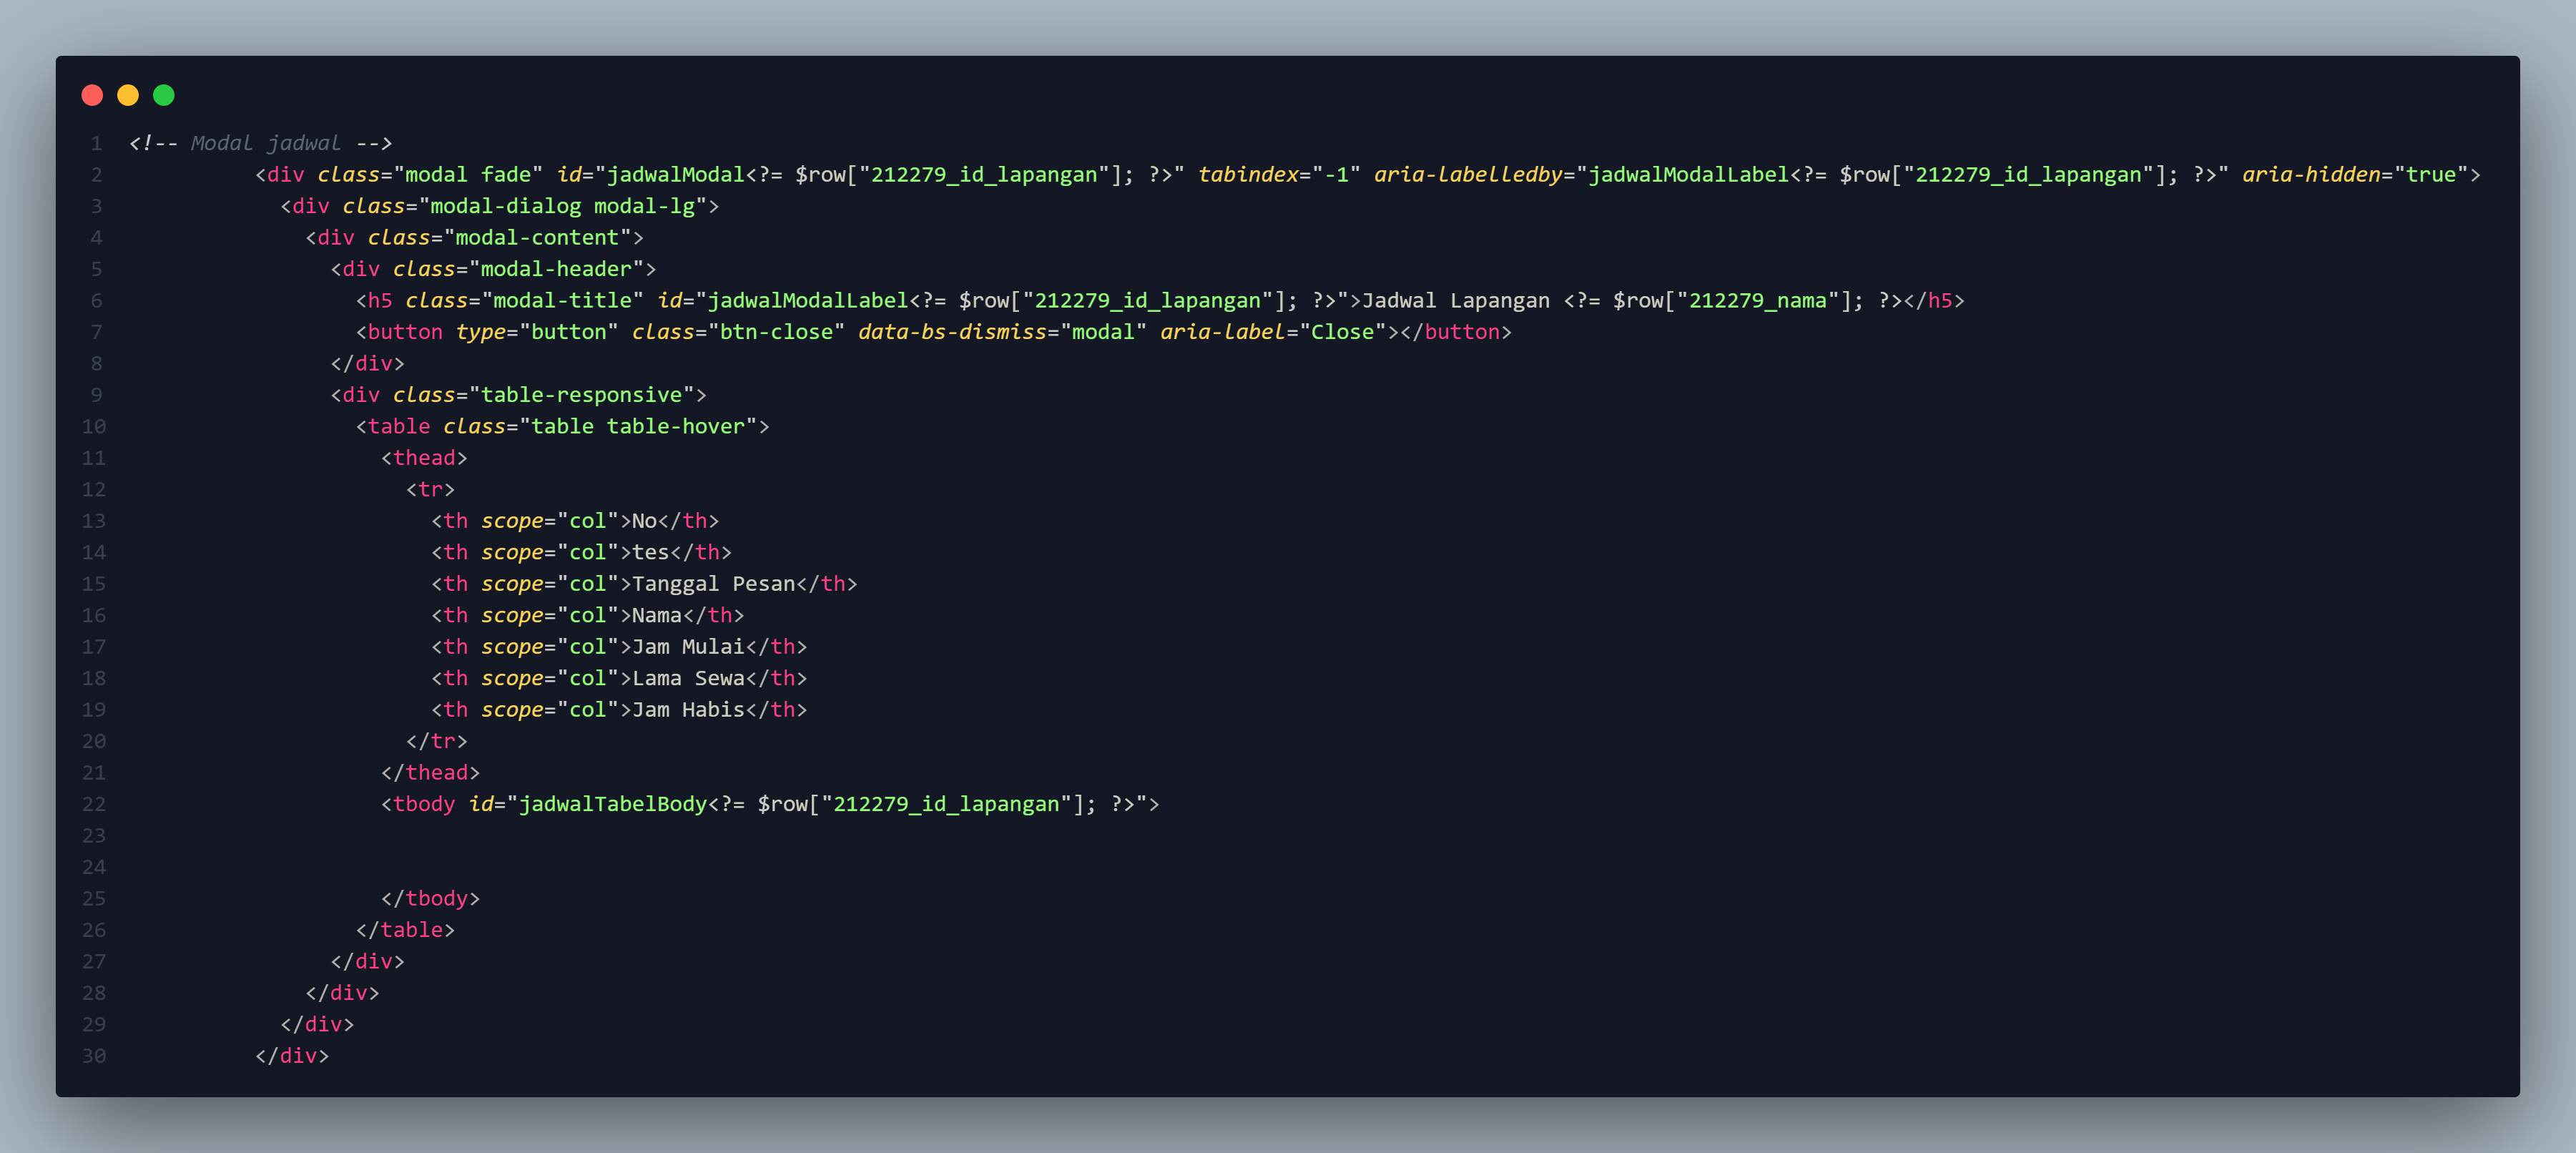 1 <!-- Modal jadwal -->
2 <div class="modal fade" id="jadwalModal<?= $row["212279_id_lapangan"]; ?>" tabindex="-1" aria-labelledby="jadwalModalLabel<?= $row["212279_id_lapangan"]; ?>" aria-hidden="true">
3 <div class="modal-dialog modal-lg">
4 <div class="modal-content">
5 <div class="modal-header">
6 <h5 class="modal-title" id="jadwalModalLabel<?= $row["212279_id_lapangan"]; ?>">Jadwal Lapangan <?= $row["212279_nama"]; ?></h5>
7 <button type="button" class="btn-close" data-bs-dismiss="modal" aria-label="Close"></button>
8 </div>
9 <div class="table-responsive">
10 <table class="table table-hover">
11 <thead>
12 <tr>
13 <th scope="col">No</th>
14 <th scope="col">tes</th>
15 <th scope="col">Tanggal Pesan</th>
16 <th scope="col">Nama</th>
17 <th scope="col">Jam Mulai</th>
18 <th scope="col">Lama Sewa</th>
19 <th scope="col">Jam Habis</th>
20 </tr>
21 </thead>
22 <tbody id="jadwalTabelBody<?= $row["212279_id_lapangan"]; ?>">
23
24
25 </tbody>
26 </table>
27 </div>
28 </div>
29 </div>
30 </div>